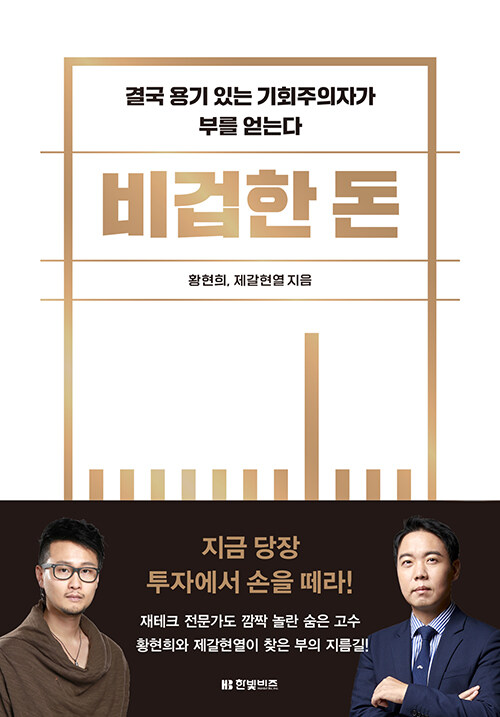 결국 용기 있는 기회주의자가
부를 얻는다
비겁한 돈
황현희, 제갈현열 지음
지금 당장
투자에서 손을 떼라!
재테크 전문가도 깜짝 놀란 숨은 고수
황현희와 제갈현열이 찾은 부의 지름길!
HB 한빛비즈